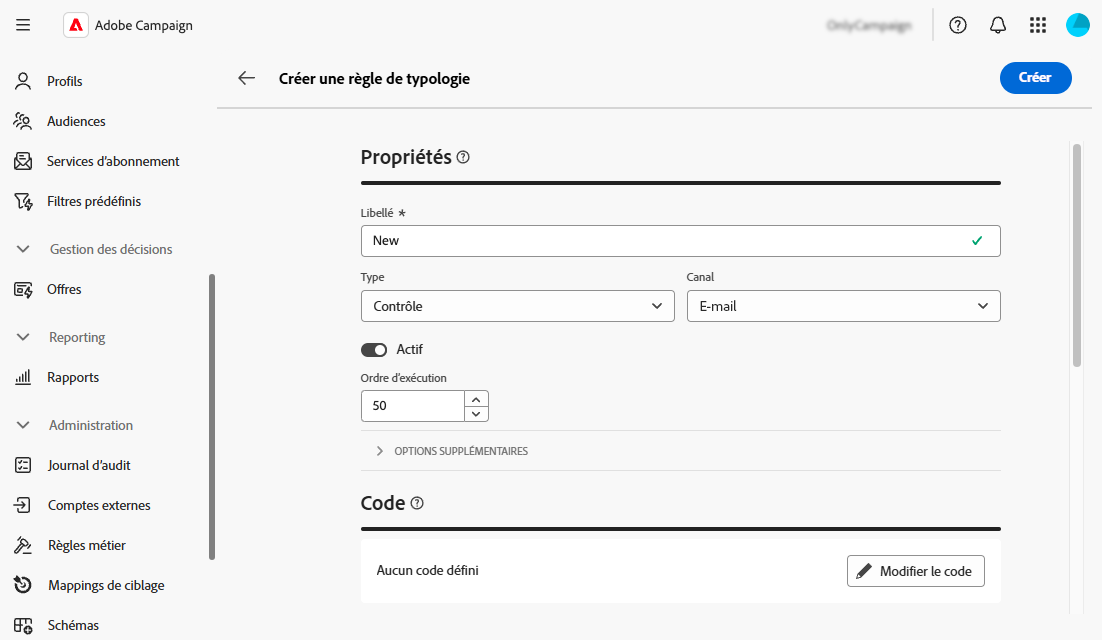 Adobe Campaign
OnlyCampaign
Créer une règle de typologie
Créer
Profils
Audiences
Services d'abonnement
Filtres prédéfinis
Gestion des décisions
Offres
Reporting
Rapports
Administration
Journal d'audit
Comptes externes
Règles métier
Mappings de ciblage
Schémas
Propriétés
Libellé *
New
Type
Canal
Contrôle
E-mail
Actif
Ordre d'exécution
50
OPTIONS SUPPLÉMENTAIRES
Code
Aucun code défini
Modifier le code